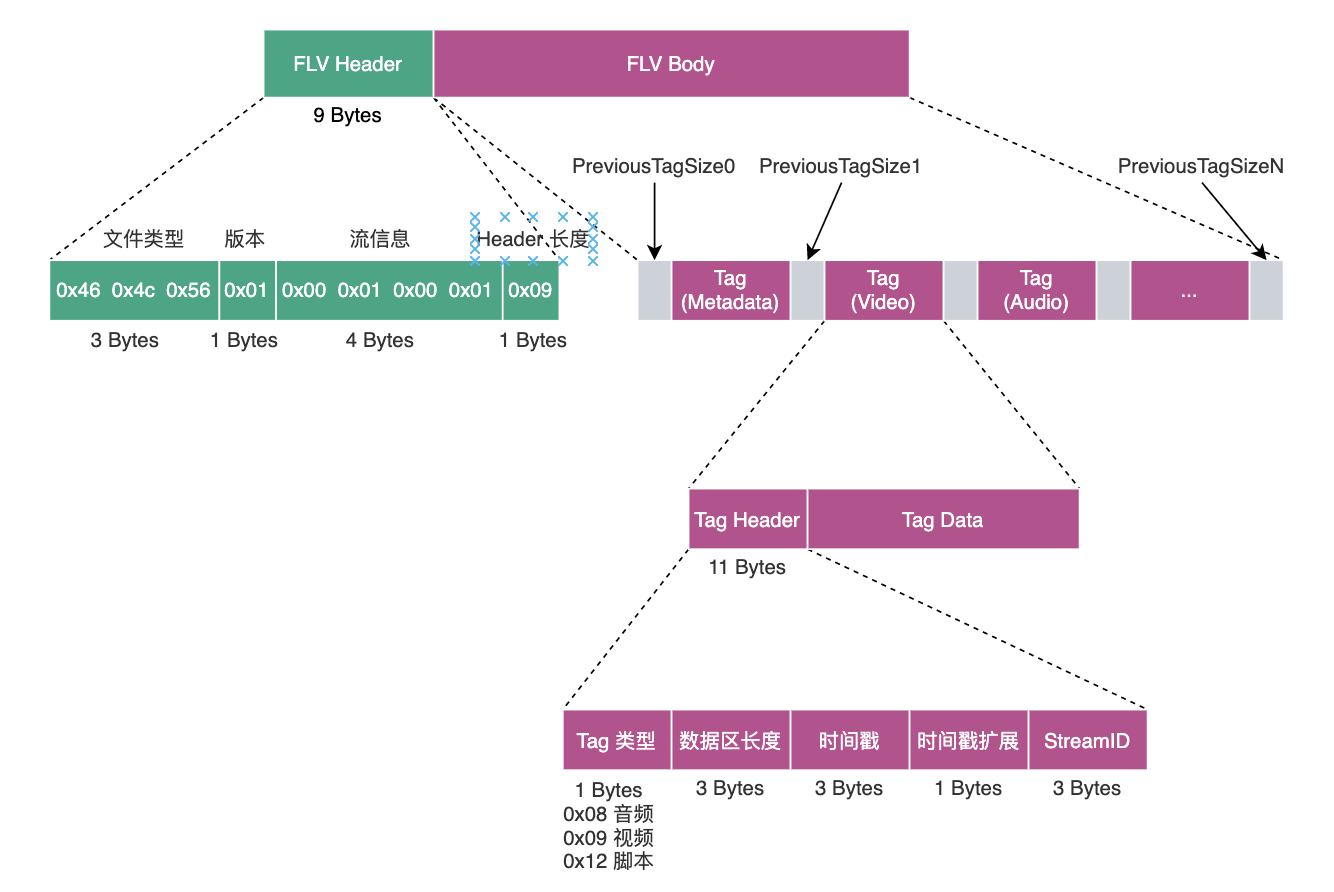 FLV Header
FLV Body
9 Bytes
PreviousTagSize0
PreviousTagSize1
PreviousTagSizeN
文件类型
版本
流信息
Header 长度
0x46 0x4c 0x56
0x01
0x00 0x01 0x00 0x01
0x09
3 Bytes
1 Bytes
4 Bytes
1 Bytes
Tag
(Metadata)
Tag
(Video)
Tag
(Audio)
...
Tag Header
Tag Data
11 Bytes
Tag 类型
数据区长度
时间戳
时间戳扩展
StreamID
1 Bytes
0x08 音频
0x09 视频
0x12 脚本
3 Bytes
3 Bytes
1 Bytes
3 Bytes